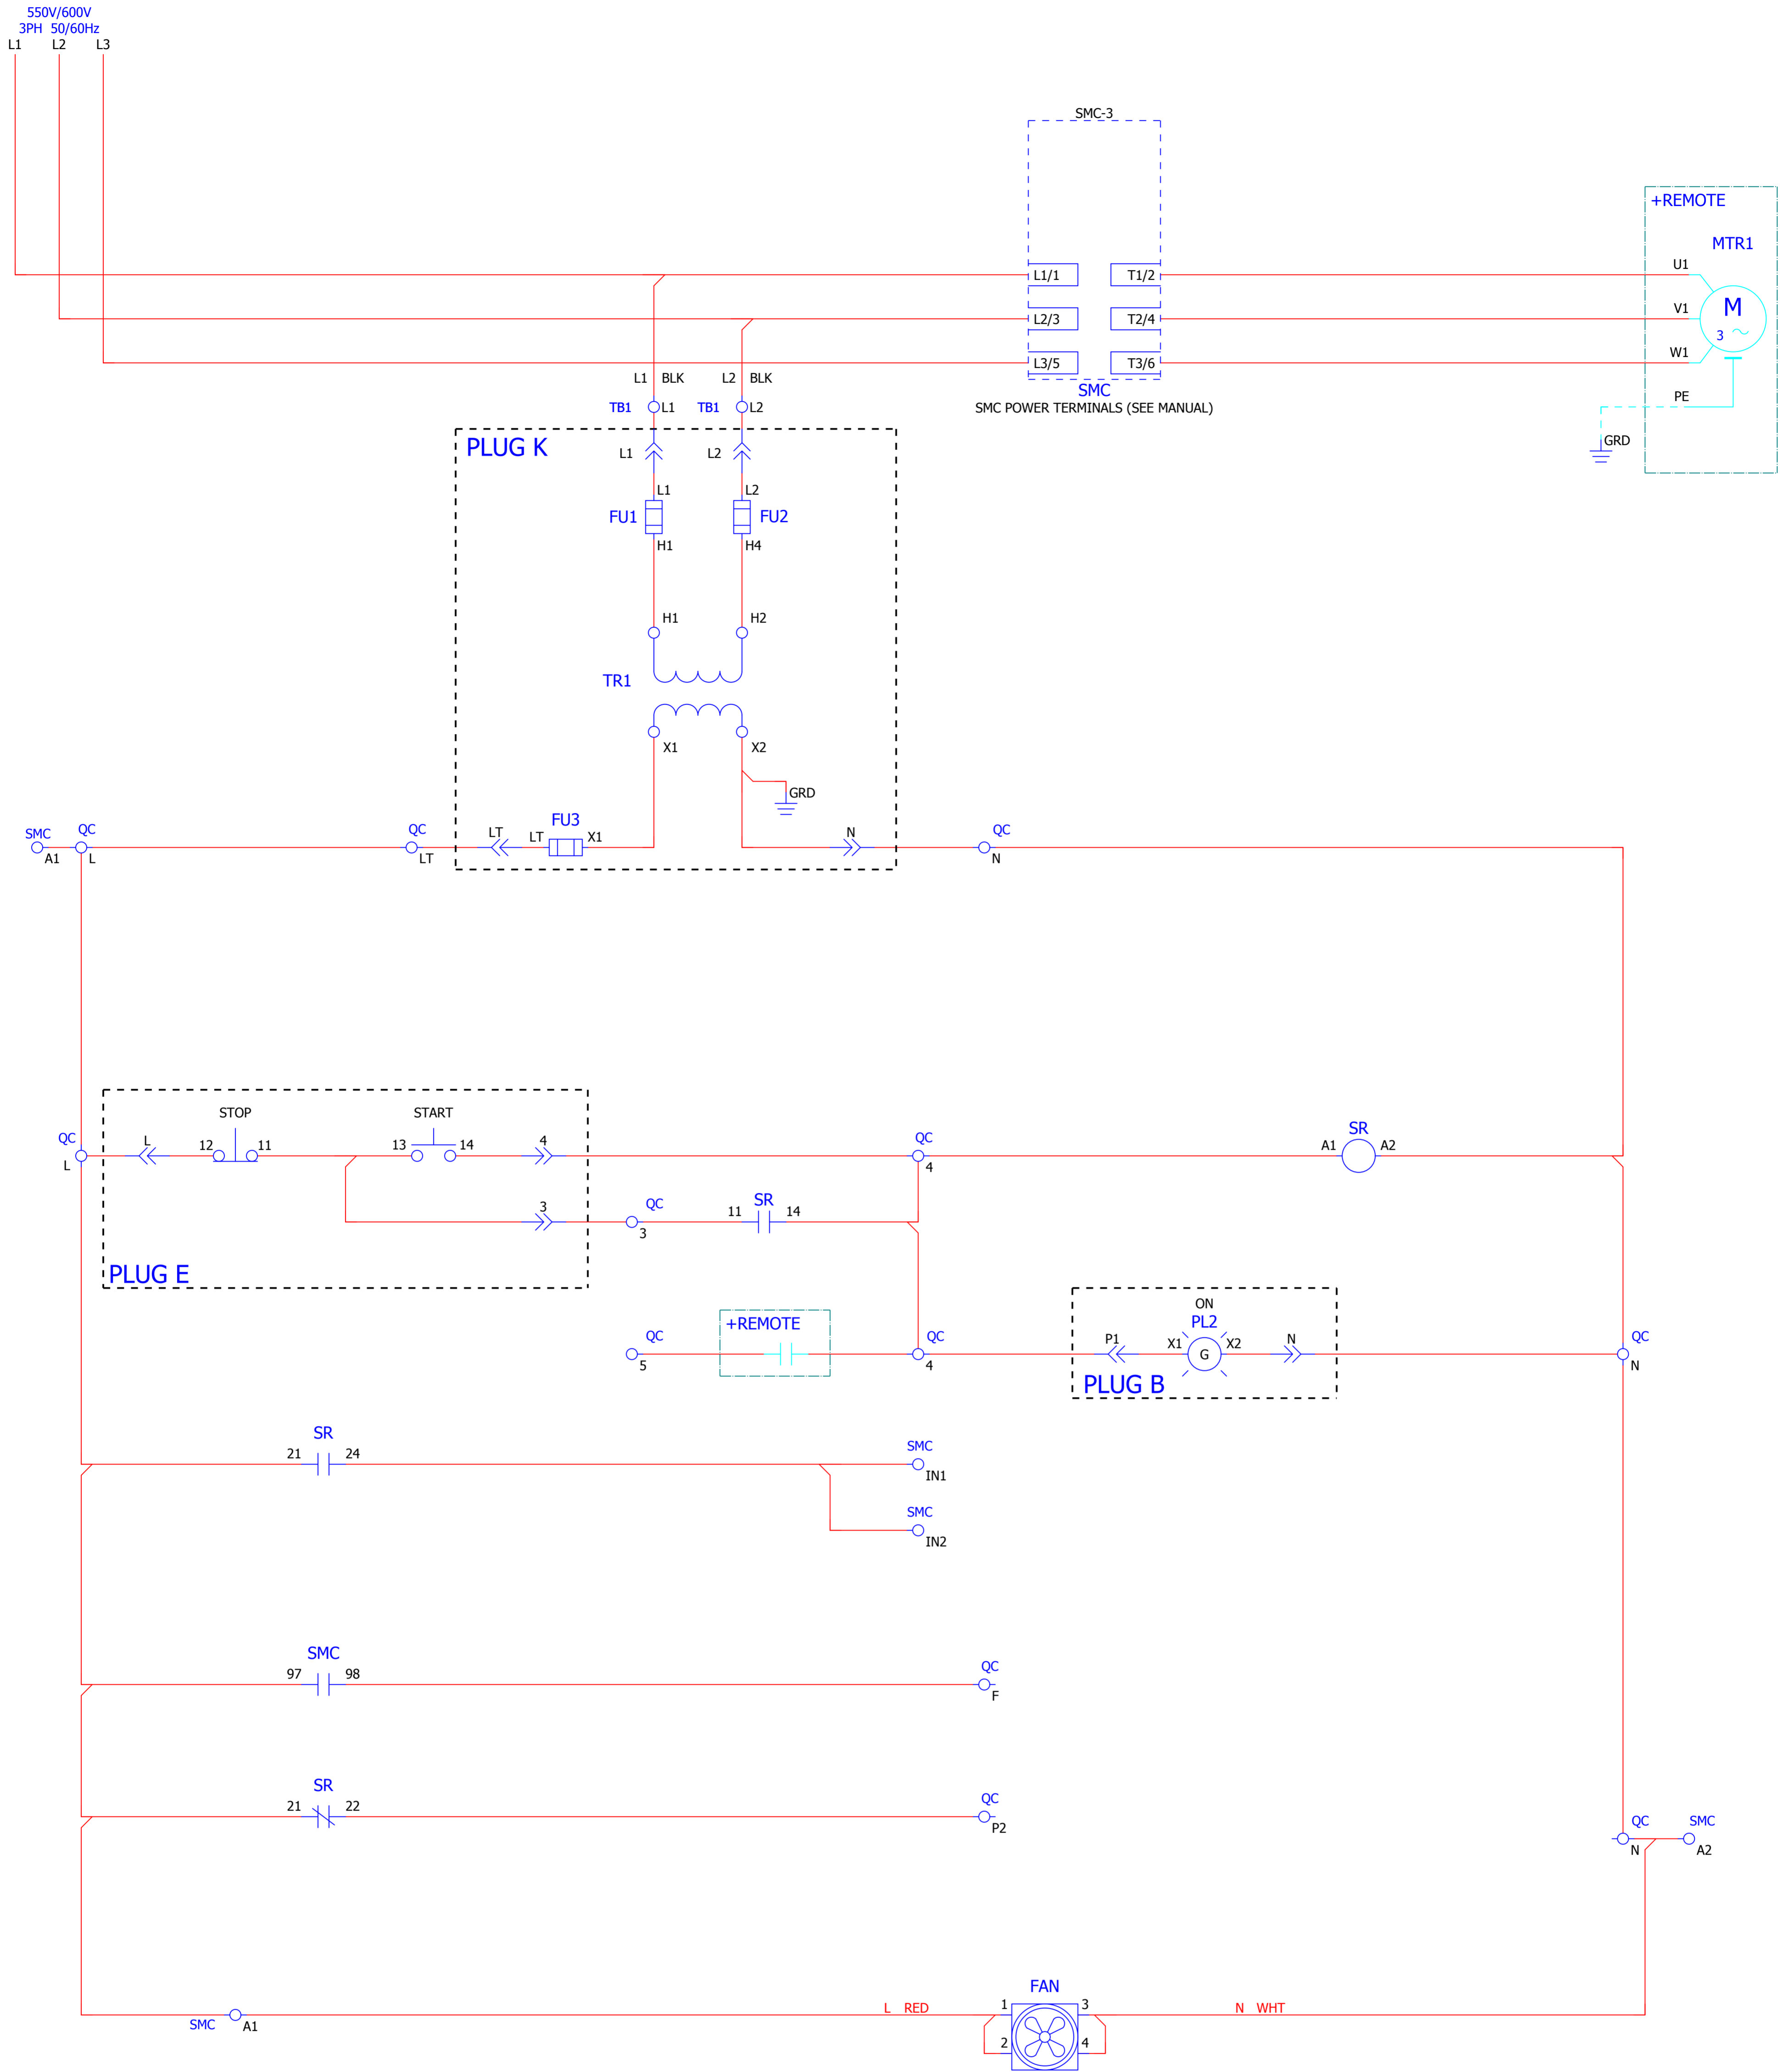 550V/600V
3PH 50/60Hz
L1 L2 L3
SMC-3
+REMOTE
MTR1
U1
L1/1 T1/2
V1 M
L2/3 T2/4
3
W1
L3/5 T3/6
L1 BLK L2 BLK
SMC
PE
TB1 L1 TB1 L2
SMC POWER TERMINALS (SEE MANUAL)
GRD
PLUG K
L1 L2
L1 L2
FU1 FU2
H1 H4
H1 H2
TR1
X1 X2
GRD
FU3
SMC QC QC LT LT X1 N QC
A1 L LT N
STOP START
QC L 12 11 13 14 4 QC SR
A1 A2
L 4
3 QC SR
11 14
3
PLUG E
ON
+REMOTE PL2
QC QC P1 X1 G X2 N QC
5 4 N
PLUG B
SR
21 24 SMC
IN1
SMC
IN2
SMC
97 98 QC
F
SR
21 22 QC
P2
QC SMC
N A2
FAN
L RED 1 3 N WHT
SMC A1
2 4